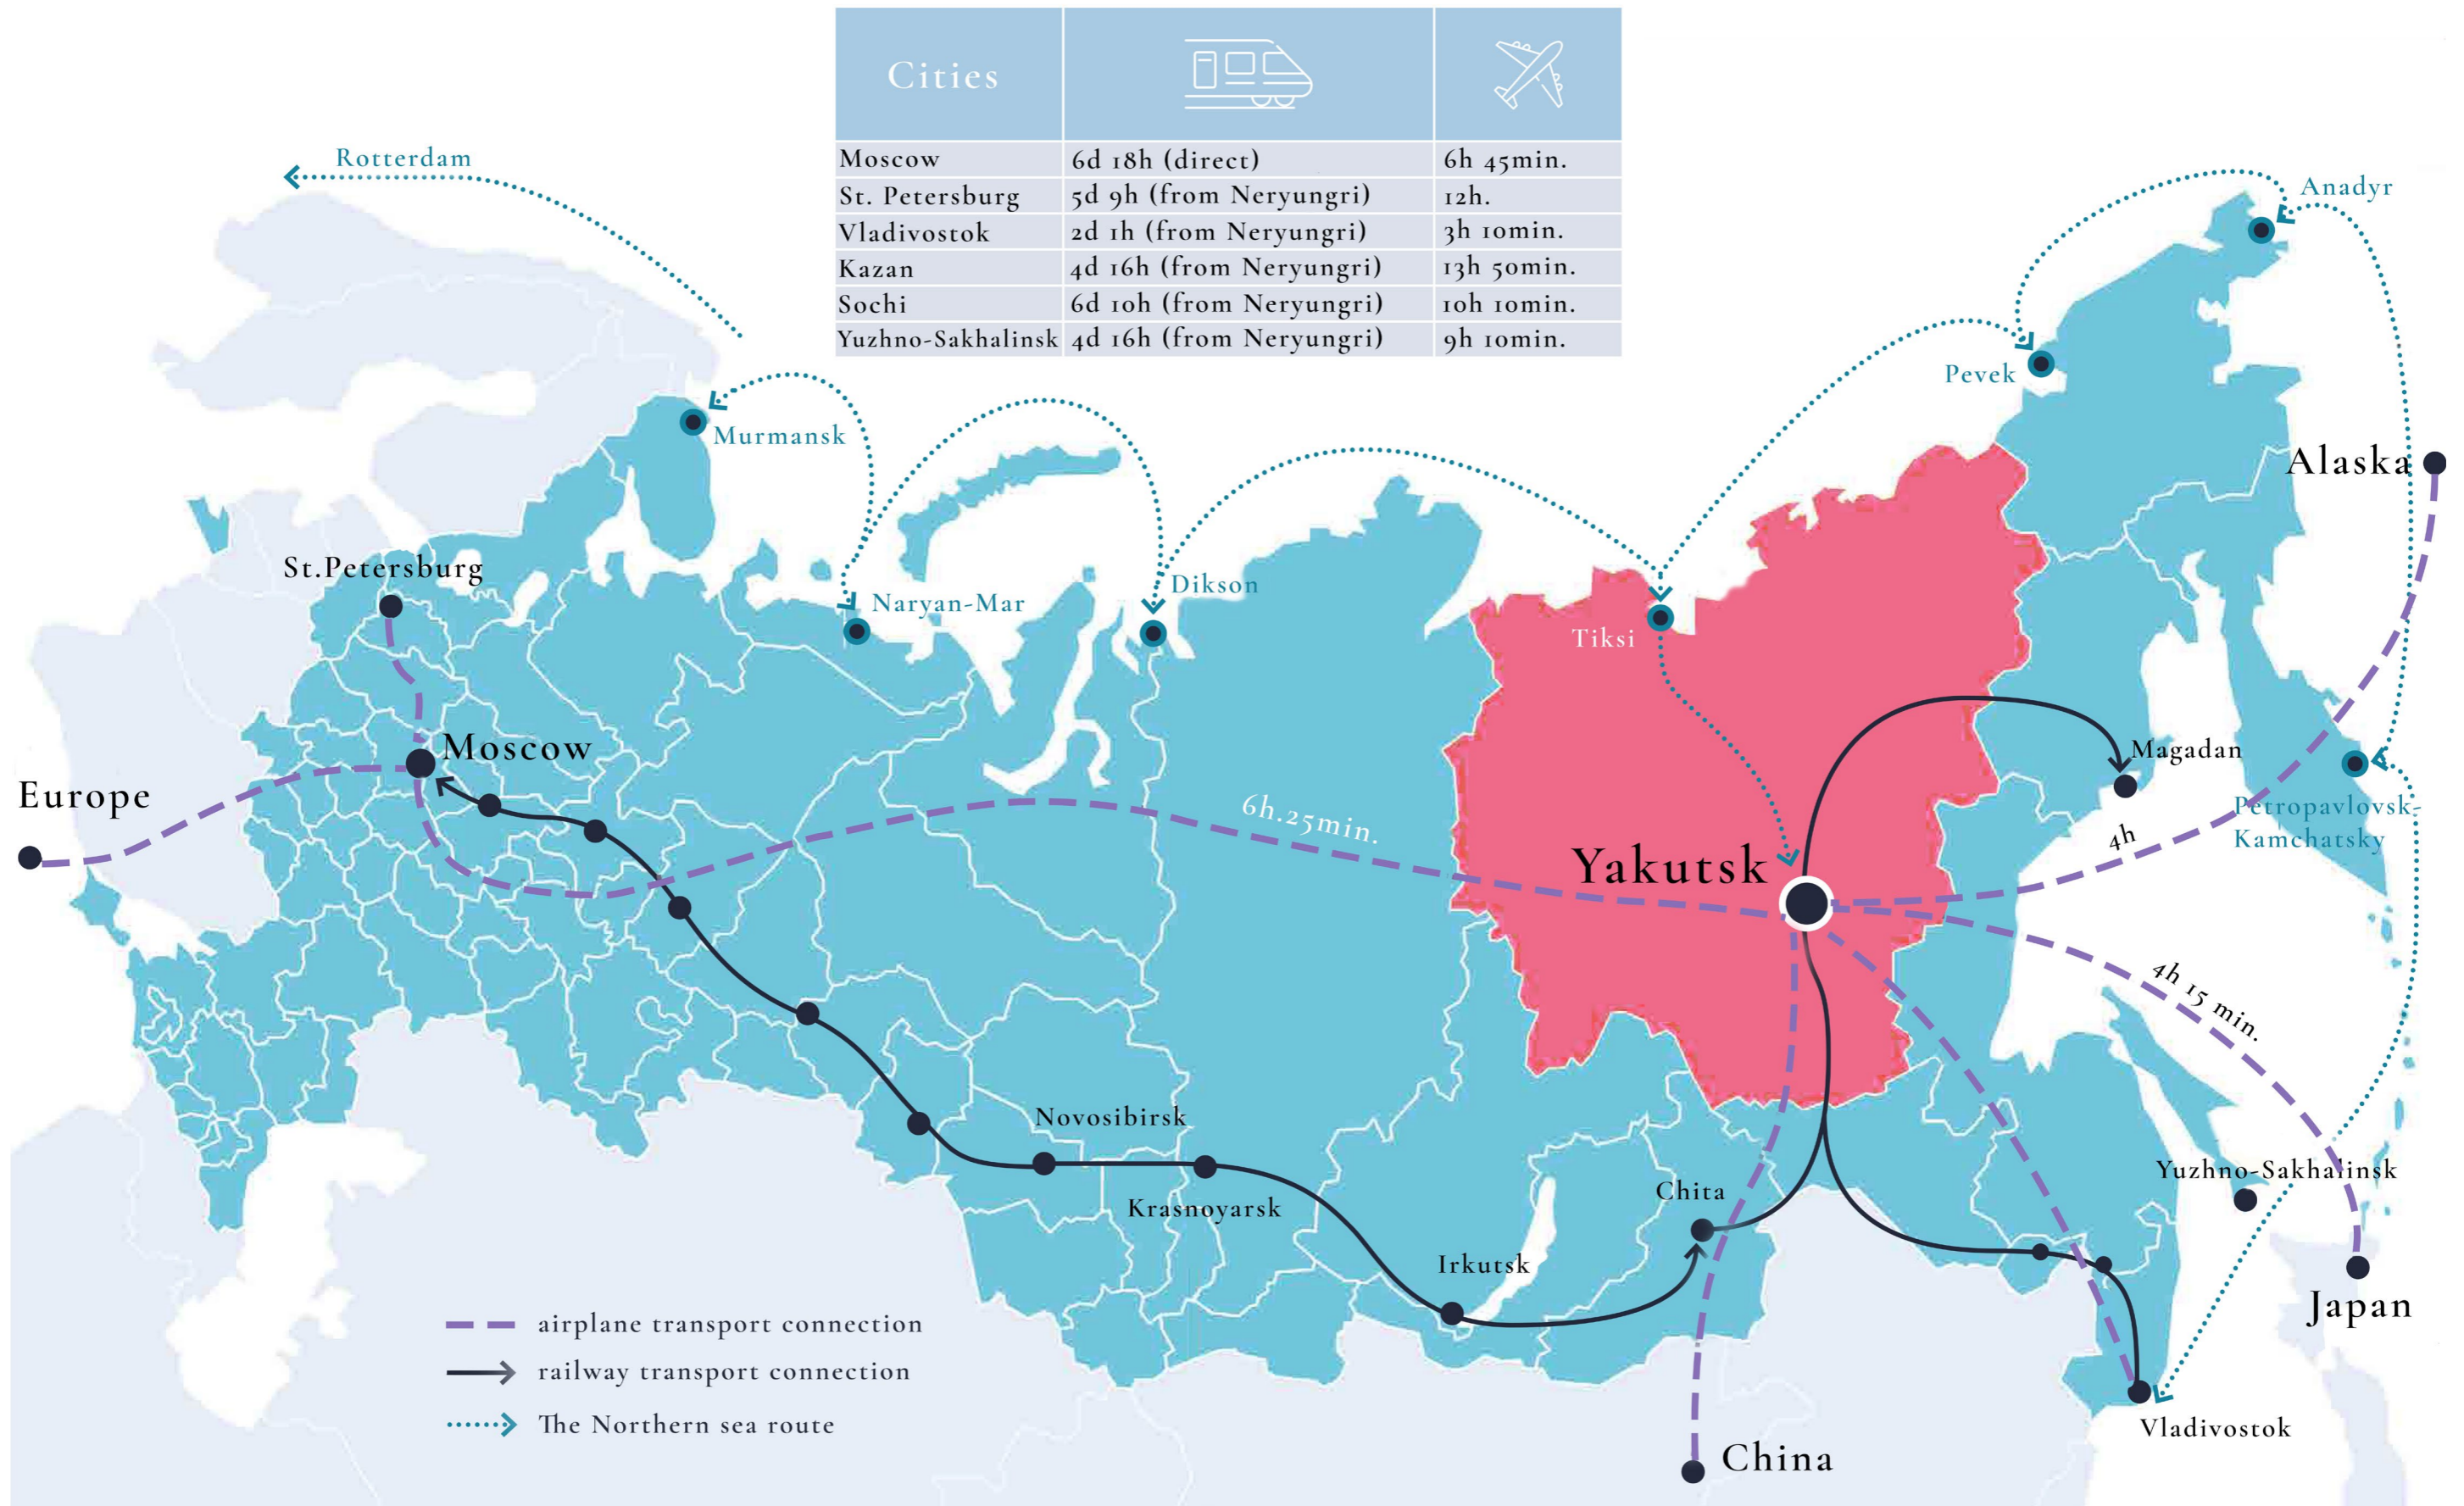 Cities
Moscow 6d 18h (direct) 6h 45min.
St. Petersburg 5d 9h (from Neryungri) 12h.
Vladivostok 2d 1h (from Neryungri) 3h 10min.
Kazan 4d 16h (from Neryungri) 13h 50min.
Sochi 6d 10h (from Neryungri) 10h 10min.
Yuzhno-Sakhalinsk 4d 16h (from Neryungri) 9h 10min.
Rotterdam
Anadyr
Pevek
Murmansk
Alaska
St.Petersburg
Dikson
Naryan-Mar
Tiksi
Moscow
Magadan
Europe
Petropavlovsk-
Kamchatsky
6h.25min.
4h
Yakutsk
4h 15 min.
Novosibirsk
Yuzhno-Sakhalinsk
Chita
Krasnoyarsk
Irkutsk
Japan
airplane transport connection
railway transport connection
The Northern sea route
Vladivostok
China